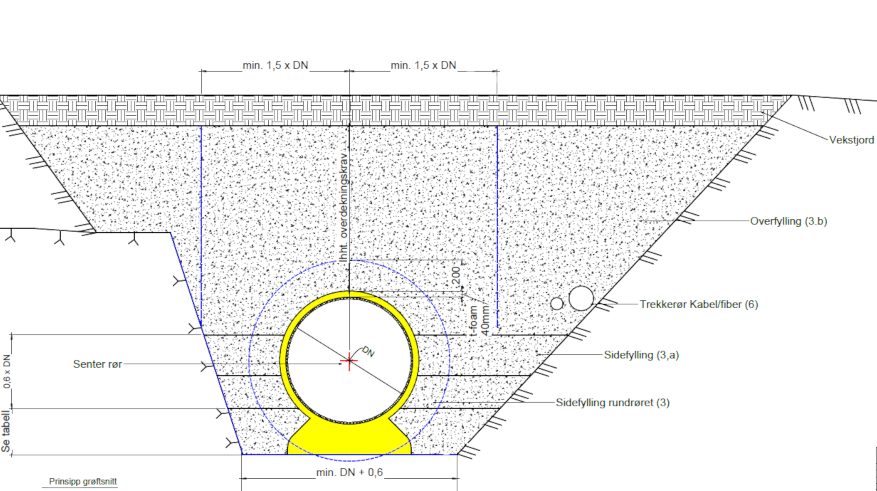 min. 1,5 x DN
min. 1,5 x DN
Vekstjord
Ihht. overdekningskrav
Overfylling (3.b)
200
t-foam
40mm
Trekkerør Kabel/fiber (6)
DN
Sidefylling (3,a)
Senter rør
0,6 x DN
Sidefylling rundrøret (3)
Se tabell
min. DN + 0,6
Prinsipp grøftsnitt